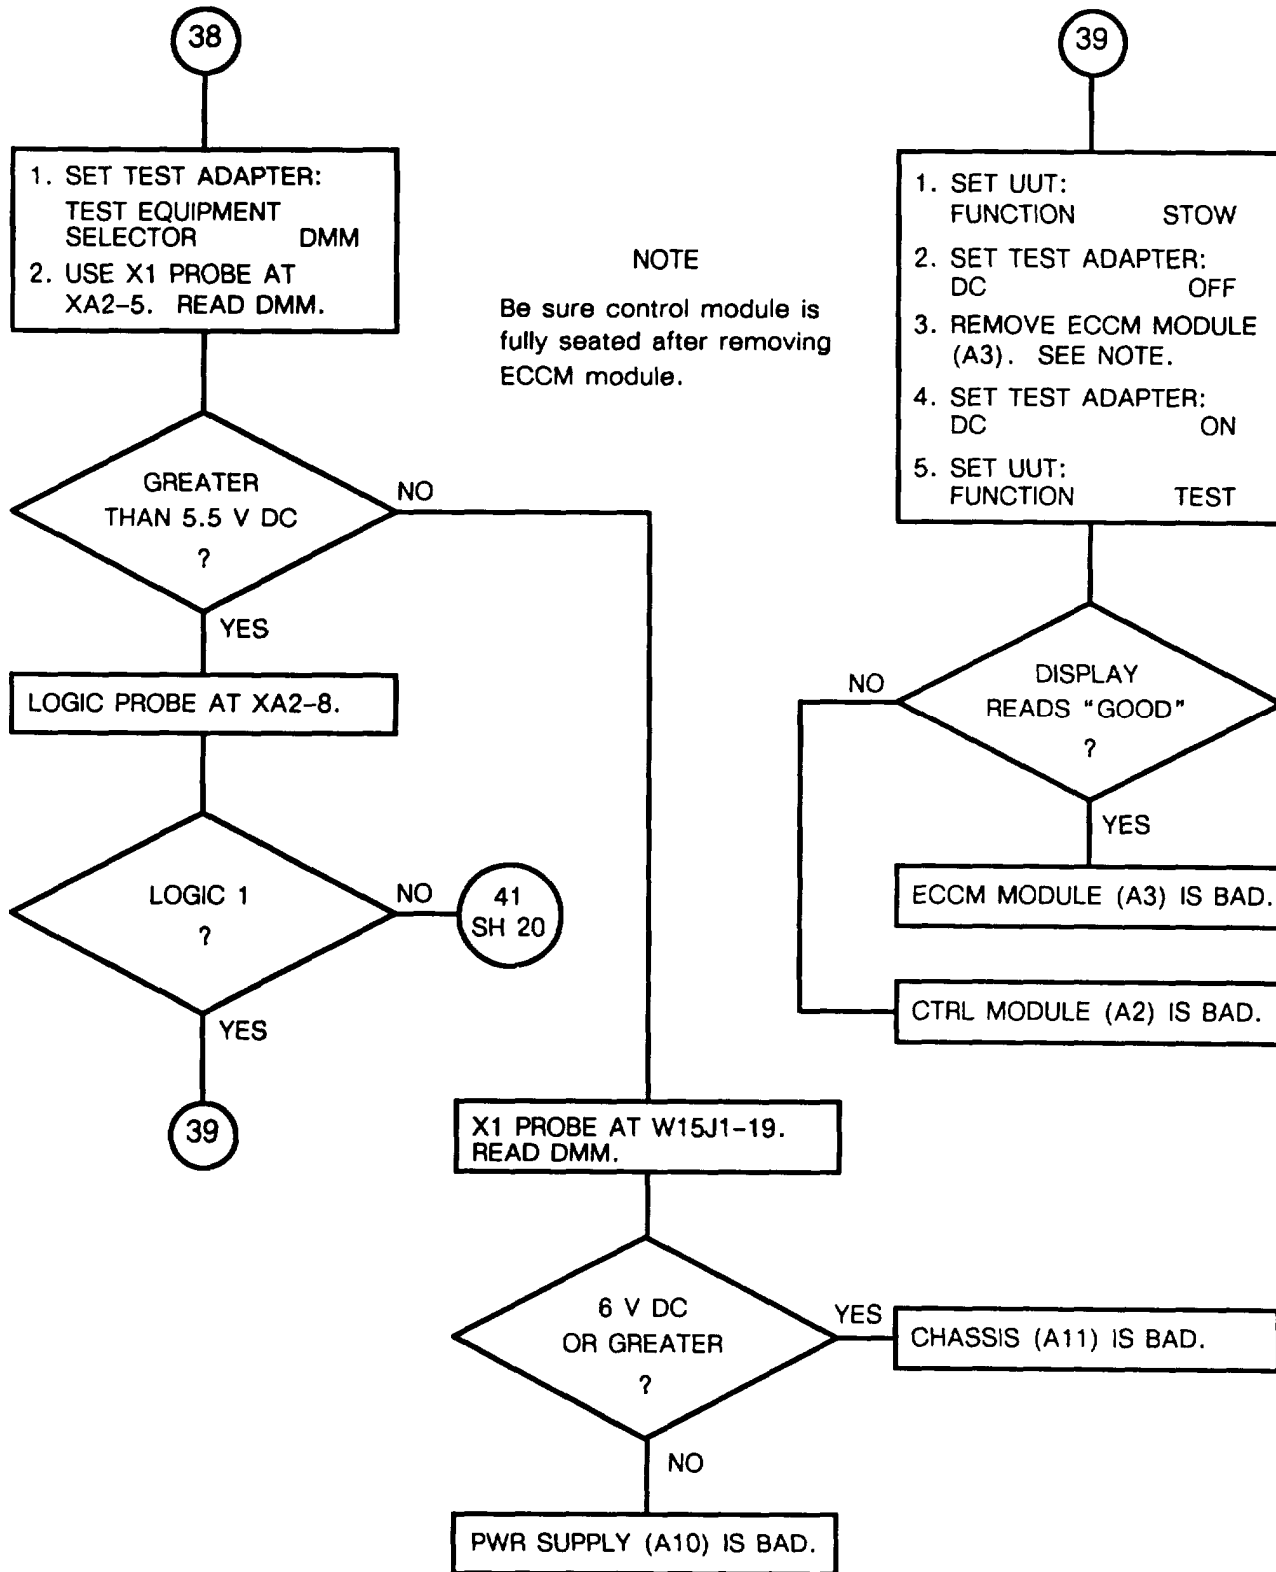 38
1. SET TEST ADAPTER:
TEST EQUIPMENT
SELECTOR DMM
2. USE X1 PROBE AT
XA2-5. READ DMM.
GREATER
THAN 5.5 V DC
?
NO
YES
LOGIC PROBE AT XA2-8.
LOGIC 1
?
NO
41
SH 20
YES
39
NOTE
Be sure control module is
fully seated after removing
ECCM module.
X1 PROBE AT W15J1-19.
READ DMM.
6 V DC
OR GREATER
?
YES
CHASSIS (A11) IS BAD.
NO
PWR SUPPLY (A10) IS BAD.
39
1. SET UUT:
FUNCTION STOW
2. SET TEST ADAPTER:
DC OFF
3. REMOVE ECCM MODULE
(A3). SEE NOTE.
4. SET TEST ADAPTER:
DC ON
5. SET UUT:
FUNCTION TEST
DISPLAY
READS "GOOD"
?
NO
YES
ECCM MODULE (A3) IS BAD.
CTRL MODULE (A2) IS BAD.